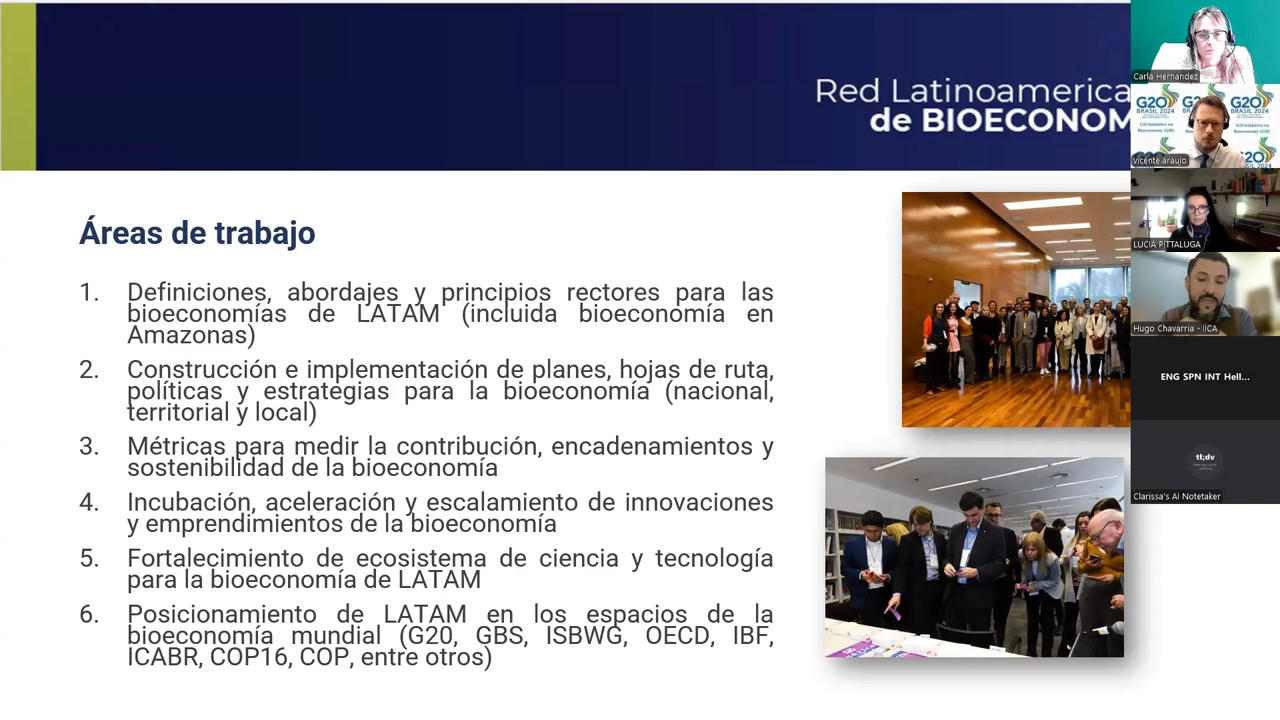 Red Latinoamerica
de BIOECONOM
Áreas de trabajo
1. Definiciones, abordajes y principios rectores para las
bioeconomías de LATAM (incluida bioeconomía en
Amazonas)
2. Construcción e implementación de planes, hojas de ruta,
políticas y estrategias para la bioeconomía (nacional,
territorial y local)
3. Métricas para medir la contribución, encadenamientos y
sostenibilidad de la bioeconomía
4. Incubación, aceleración y escalamiento de innovaciones
y emprendimientos de la bioeconomía
5. Fortalecimiento de ecosistema de ciencia y tecnología
para la bioeconomía de LATAM
6. Posicionamiento de LATAM en los espacios de la
bioeconomía mundial (G20, GBS, ISBWG, OECD, IBF,
ICABR, COP16, COP, entre otros)
Carla Hernandez
G20
BRASIL 2024
G20 Initiative on
Bioeconomy (GIB)
vicente araujo
LUCIA PITTALUGA
Hugo Chavarria - IICA
ENG SPN INT Hell...
tl;dv
Clarissa's AI Notetaker